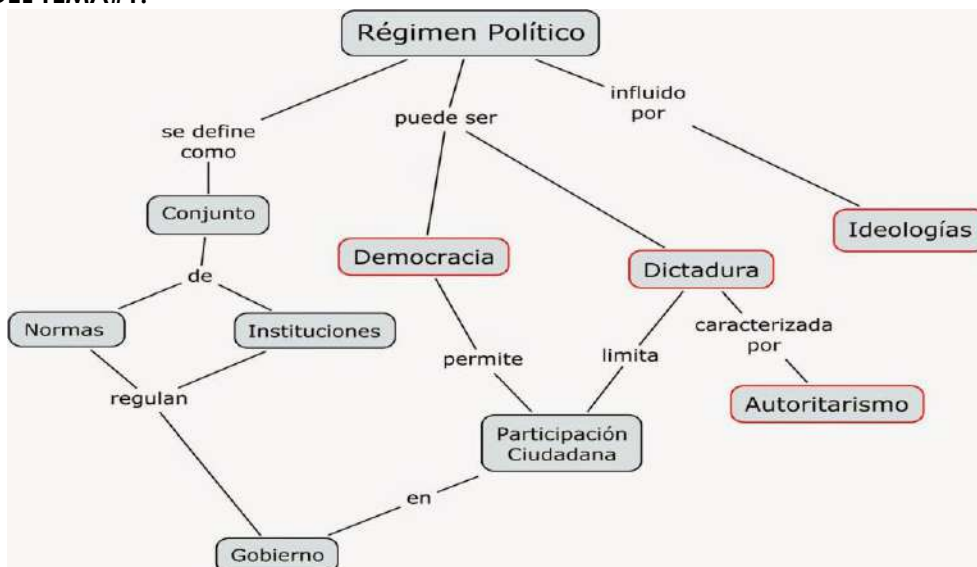 Régimen Político
influido
por
puede ser
se define
como
Conjunto
Ideologías
Democracia
Dictadura
de
Normas
Instituciones
caracterizada
por
permite
limita
regulan
Autoritarismo
Participación
Ciudadana
en
Gobierno